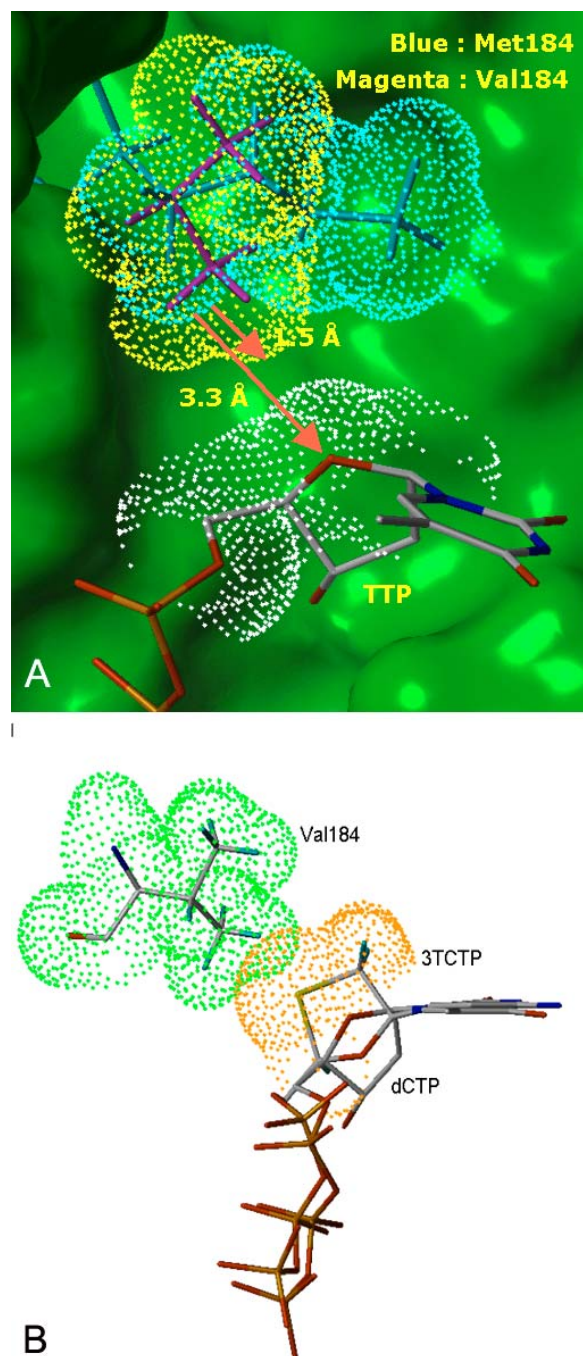 Blue : Met184
Magenta : Val184
1.5 Å
3.3 Å
TTP
A
Val184
3TCTP
dCTP
B